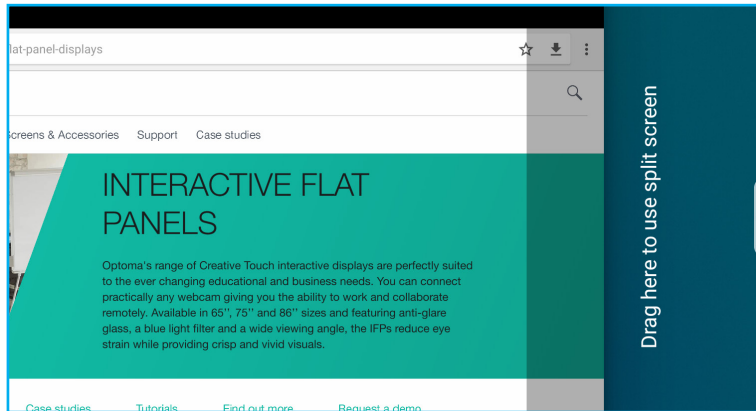 lat-panel-displays
Screens & Accessories Support Case studies
INTERACTIVE FLAT
PANELS
Optoma's range of Creative Touch interactive displays are perfectly suited
to the ever changing educational and business needs. You can connect
practically any webcam giving you the ability to work and collaborate
remotely. Available in 65'', 75'' and 86'' sizes and featuring anti-glare
glass, a blue light filter and a wide viewing angle, the IFPs reduce eye
strain while providing crisp and vivid visuals.
Case studies Tutorials Find out more Request a demo
Drag here to use split screen